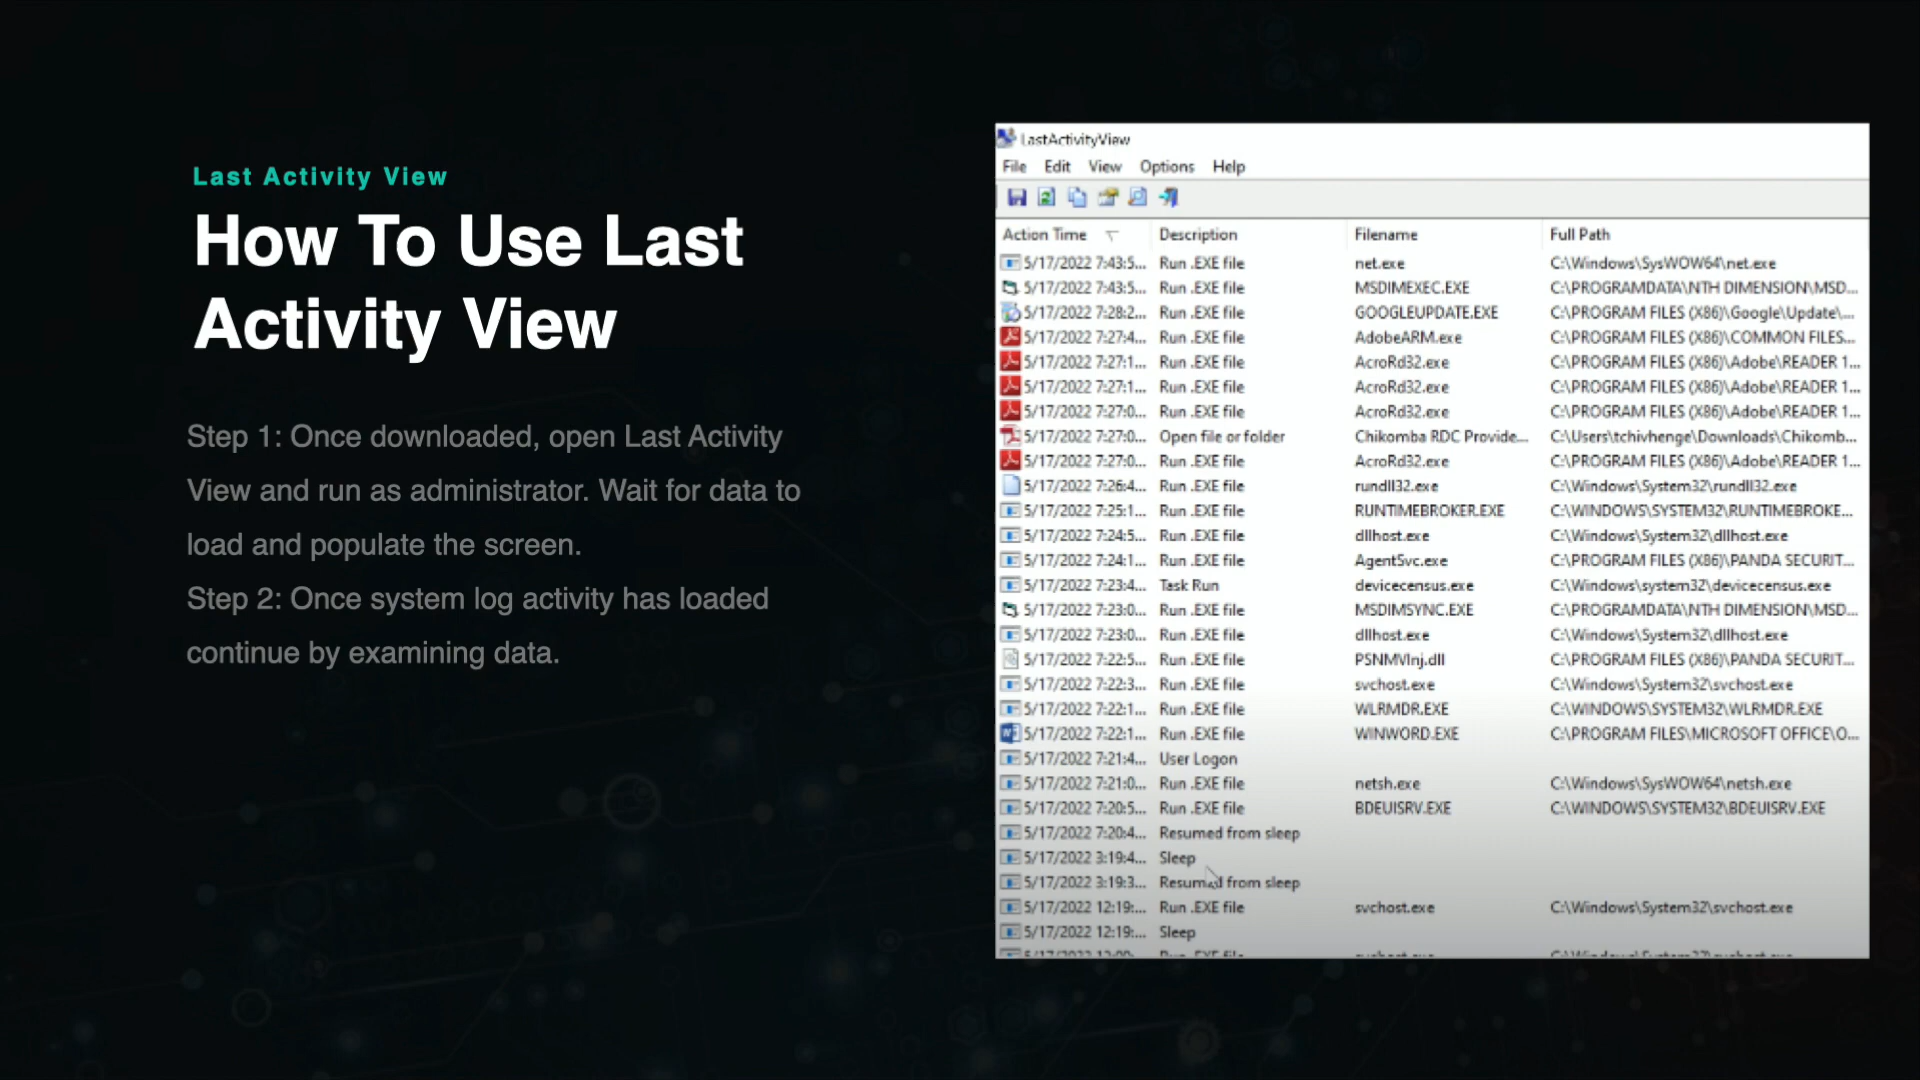 Last Activity View
How To Use Last
Activity View
Step 1: Once downloaded, open Last Activity
View and run as administrator. Wait for data to
load and populate the screen.
Step 2: Once system log activity has loaded
continue by examining data.
LastActivityView
File Edit View Options Help
Action Time Description Filename Full Path
5/17/2022 7:43:5... Run .EXE file net.exe C:\Windows\SysWOW64\net.exe
5/17/2022 7:43:5... Run .EXE file MSDIMEXEC.EXE C:\PROGRAMDATA\NTH DIMENSION\MSD...
5/17/2022 7:28:2... Run .EXE file GOOGLEUPDATE.EXE C:\PROGRAM FILES (X86)\Google\Update\...
5/17/2022 7:27:4... Run .EXE file AdobeARM.exe C:\PROGRAM FILES (X86)\COMMON FILES...
5/17/2022 7:27:1... Run .EXE file AcroRd32.exe C:\PROGRAM FILES (X86)\Adobe\READER 1...
5/17/2022 7:27:1... Run .EXE file AcroRd32.exe C:\PROGRAM FILES (X86)\Adobe\READER 1...
5/17/2022 7:27:0... Run .EXE file AcroRd32.exe C:\PROGRAM FILES (X86)\Adobe\READER 1...
5/17/2022 7:27:0... Open file or folder Chikomba RDC Provide... C:\Users\tchivhenge\Downloads\Chikomb...
5/17/2022 7:27:0... Run .EXE file AcroRd32.exe C:\PROGRAM FILES (X86)\Adobe\READER 1...
5/17/2022 7:26:4... Run .EXE file rundll32.exe C:\Windows\System32\rundll32.exe
5/17/2022 7:25:1... Run .EXE file RUNTIMEBROKER.EXE C:\WINDOWS\SYSTEM32\RUNTIMEBROKE...
5/17/2022 7:24:5... Run .EXE file dllhost.exe C:\Windows\System32\dllhost.exe
5/17/2022 7:24:1... Run .EXE file AgentSvc.exe C:\PROGRAM FILES (X86)\PANDA SECURIT...
5/17/2022 7:23:4... Task Run devicecensus.exe C:\Windows\system32\devicecensus.exe
5/17/2022 7:23:0... Run .EXE file MSDIMSYNC.EXE C:\PROGRAMDATA\NTH DIMENSION\MSD...
5/17/2022 7:23:0... Run .EXE file dllhost.exe C:\Windows\System32\dllhost.exe
5/17/2022 7:22:5... Run .EXE file PSNMVInj.dll C:\PROGRAM FILES (X86)\PANDA SECURIT...
5/17/2022 7:22:3... Run .EXE file svchost.exe C:\Windows\System32\svchost.exe
5/17/2022 7:22:1... Run .EXE file WLRMDR.EXE C:\WINDOWS\SYSTEM32\WLRMDR.EXE
5/17/2022 7:22:1... Run .EXE file WINWORD.EXE C:\PROGRAM FILES\MICROSOFT OFFICE\O...
5/17/2022 7:21:4... User Logon
5/17/2022 7:21:0... Run .EXE file netsh.exe C:\Windows\SysWOW64\netsh.exe
5/17/2022 7:20:5... Run .EXE file BDEUISRV.EXE C:\WINDOWS\SYSTEM32\BDEUISRV.EXE
5/17/2022 7:20:4... Resumed from sleep
5/17/2022 3:19:4... Sleep
5/17/2022 3:19:3... Resumed from sleep
5/17/2022 12:19:... Run .EXE file svchost.exe C:\Windows\System32\svchost.exe
5/17/2022 12:19:... Sleep